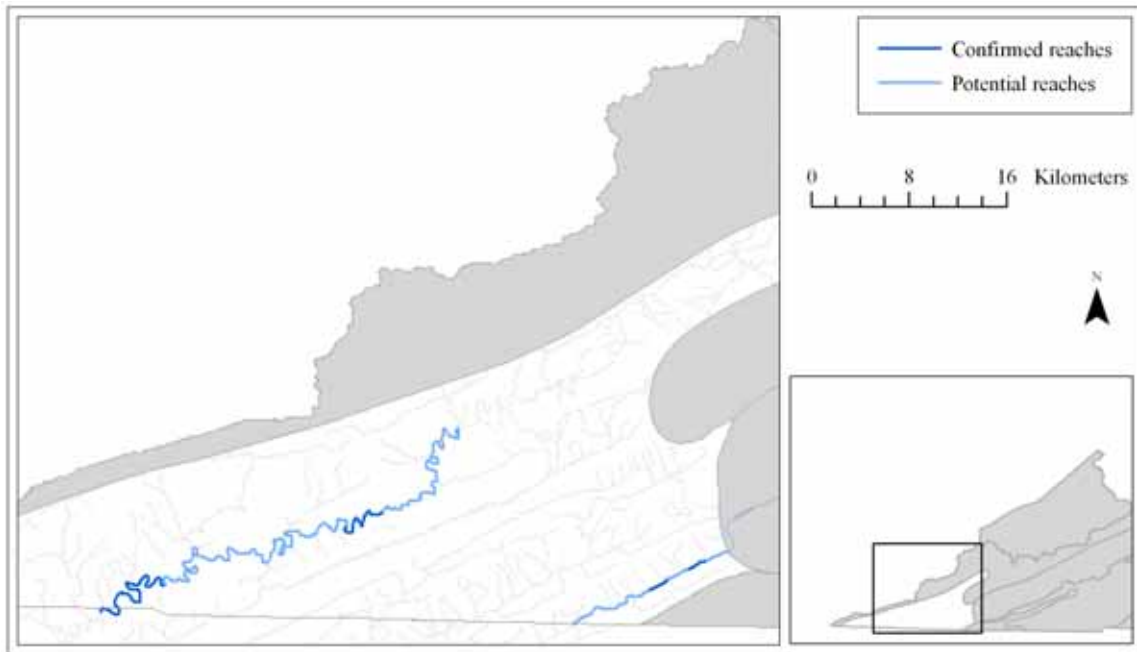 Confirmed reaches
Potential reaches
0 8 16 Kilometers
N